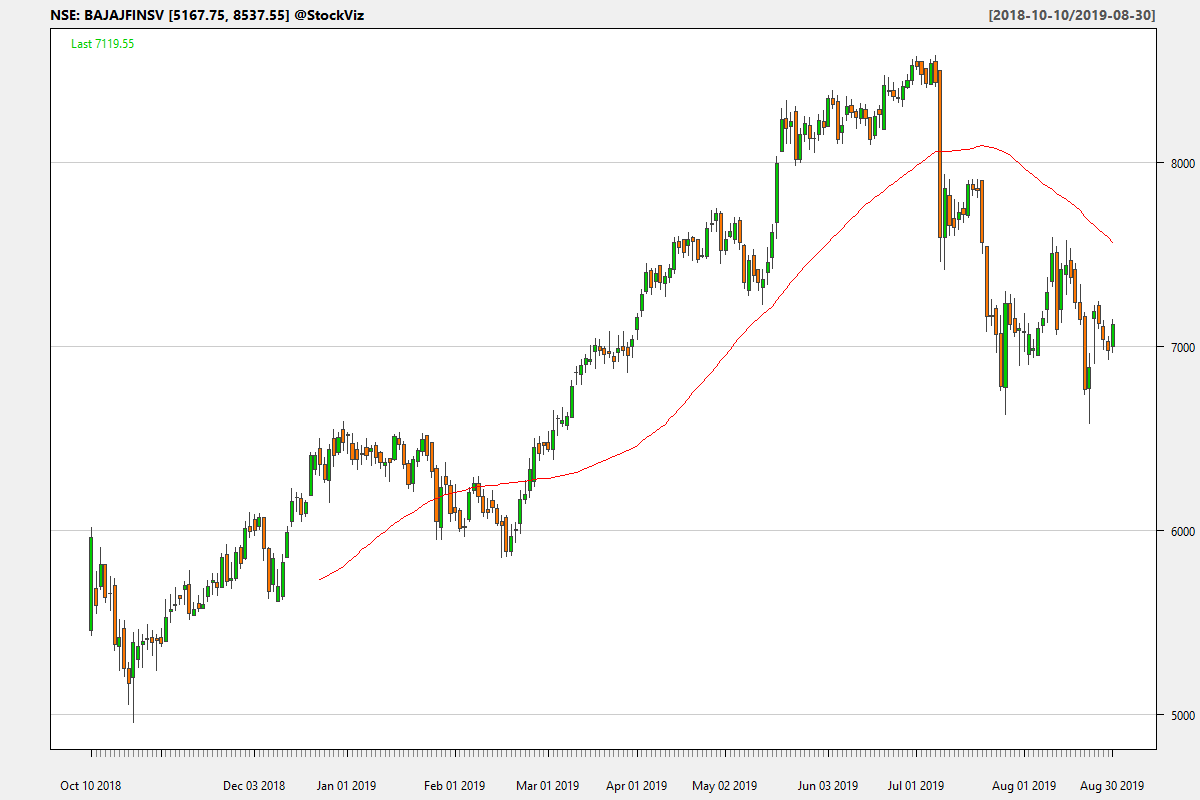 NSE: BAJAJFINSV [5167.75, 8537.55] @StockViz
[2018-10-10/2019-08-30]
Last 7119.55
8000
7000
6000
5000
Oct 10 2018
Dec 03 2018
Jan 01 2019
Feb 01 2019
Mar 01 2019
Apr 01 2019
May 02 2019
Jun 03 2019
Jul 01 2019
Aug 01 2019
Aug 30 2019